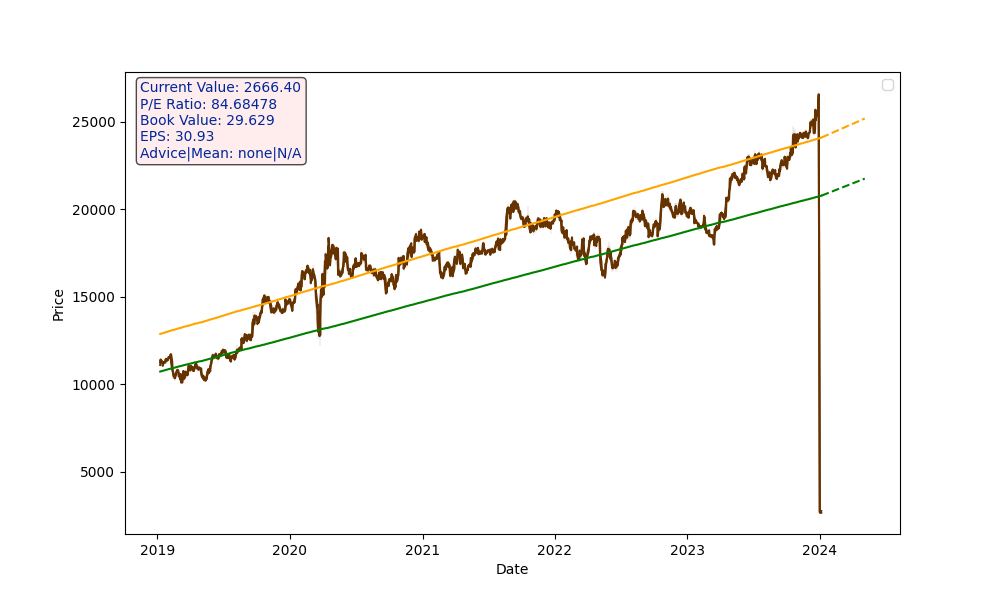 Current Value: 2666.40
P/E Ratio: 84.68478
Book Value: 29.629
EPS: 30.93
Advice|Mean: none|N/A
25000
20000
15000
10000
5000
Price
2019 2020 2021 2022 2023 2024
Date